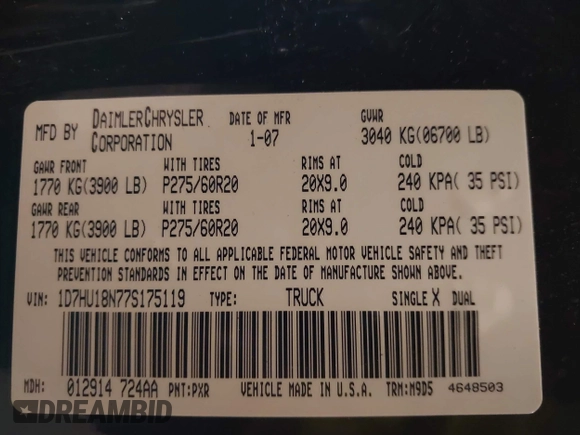 MFD BY DAIMLERCHRYSLER CORPORATION DATE OF MFR 1-07 GVWR 3040 KG(06700 LB)
GAWR FRONT WITH TIRES RIMS AT COLD
1770 KG(3900 LB) P275/60R20 20X9.0 240 KPA( 35 PSI)
GAWR REAR WITH TIRES RIMS AT COLD
1770 KG(3900 LB) P275/60R20 20X9.0 240 KPA( 35 PSI)
THIS VEHICLE CONFORMS TO ALL APPLICABLE FEDERAL MOTOR VEHICLE SAFETY AND THEFT
PREVENTION STANDARDS IN EFFECT ON THE DATE OF MANUFACTURE SHOWN ABOVE.
VIN: 1D7HU18N77S175119 TYPE: TRUCK SINGLE X DUAL
MDH: 012914 724AA PNT:PXR VEHICLE MADE IN U.S.A. TRM:M9D5 4648503
DREAMBID